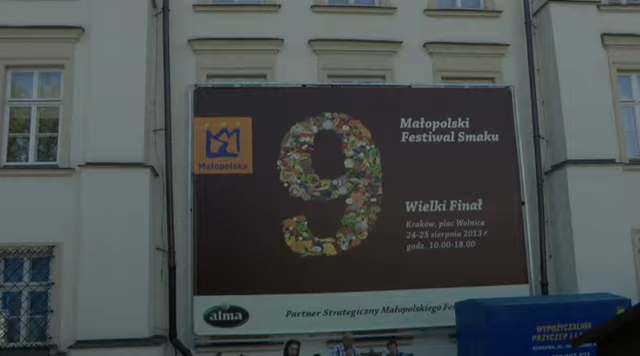 Małopolski
Festiwal Smaku
9
Małopolska
Wielki Finał
Kraków, plac Wolnica
24-25 sierpnia 2013 r.
godz. 10.00-18.00
alma
Partner Strategiczny Małopolskiego
WYPOŻYCZALNIA
PRZYCZEP